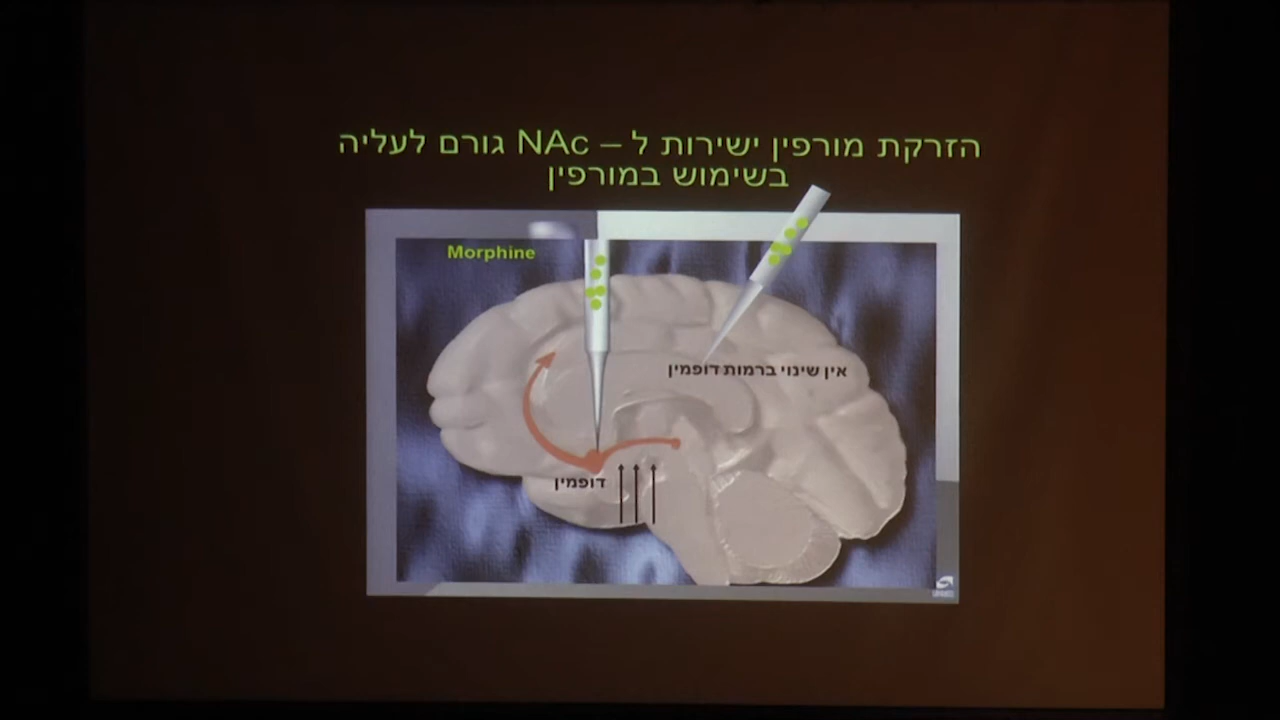 הזרקת מורפין ישירות ל – NAc גורם לעליה
בשימוש במורפין
Morphine
אין שינוי ברמות דופמין
דופמין